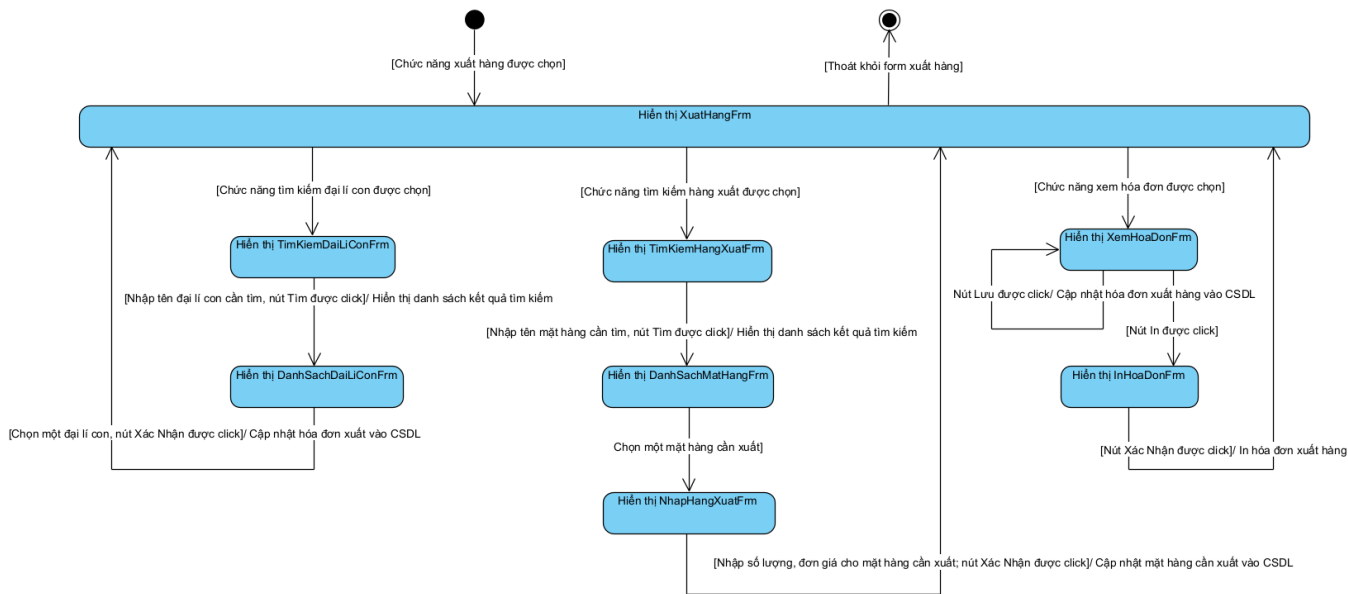 [Chức năng xuất hàng được chọn]
[Thoát khỏi form xuất hàng]
Hiển thị XuatHangFrm
[Chức năng tìm kiếm đại lí con được chọn]
[Chức năng tìm kiếm hàng xuất được chọn]
[Chức năng xem hóa đơn được chọn]
Hiển thị TimKiemDaiLiConFrm
Hiển thị TimKiemHangXuatFrm
Hiển thị XemHoaDonFrm
[Nhập tên đại lí con cần tìm, nút Tìm được click]/ Hiển thị danh sách kết quả tìm kiếm
Nút Lưu được click/ Cập nhật hóa đơn xuất hàng vào CSDL
[Nhập tên mặt hàng cần tìm, nút Tìm được click]/ Hiển thị danh sách kết quả tìm kiếm
[Nút In được click]
Hiển thị DanhSachDaiLiConFrm
Hiển thị DanhSachMatHangFrm
Hiển thị InHoaDonFrm
[Chọn một đại lí con, nút Xác Nhận được click]/ Cập nhật hóa đơn xuất vào CSDL
Chọn một mặt hàng cần xuất]
[Nút Xác Nhận được click]/ In hóa đơn xuất hàng
Hiển thị NhapHangXuatFrm
[Nhập số lượng, đơn giá cho mặt hàng cần xuất; nút Xác Nhận được click]/ Cập nhật mặt hàng cần xuất vào CSDL